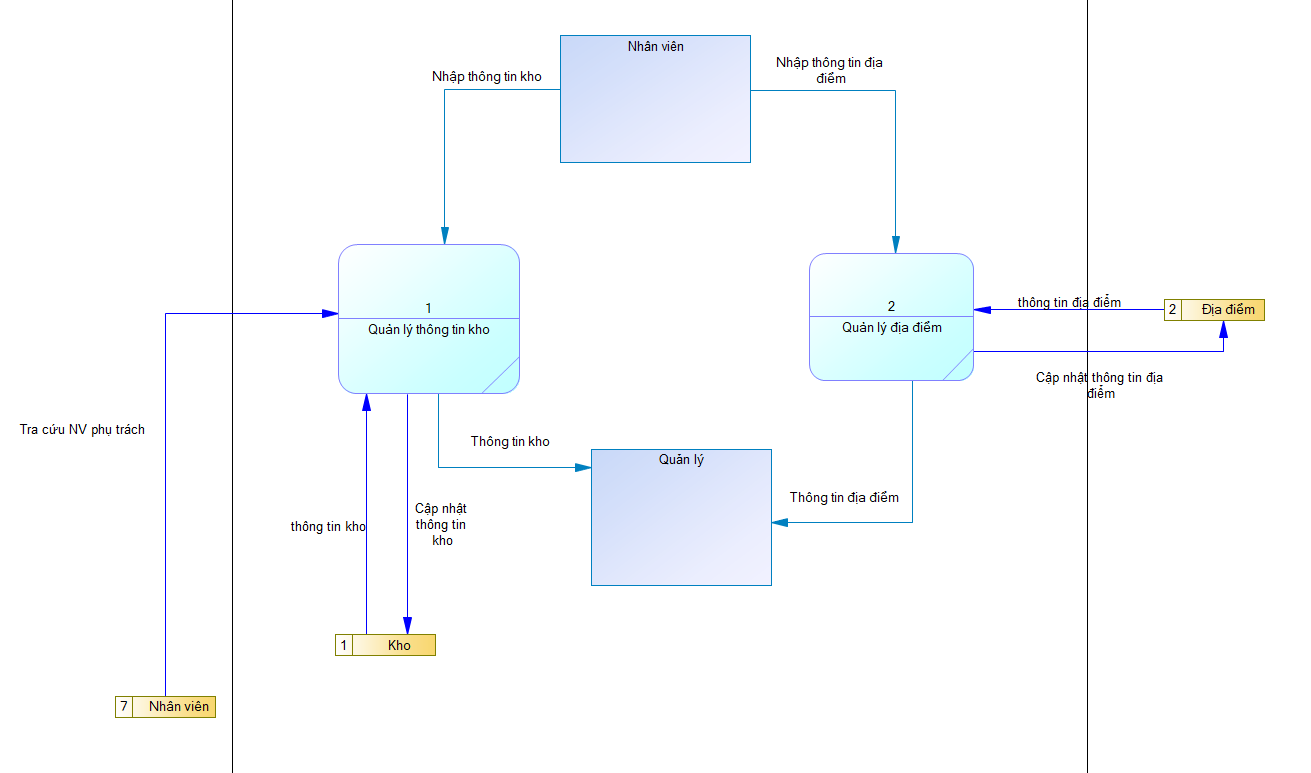 Nhân viên
Nhập thông tin kho
Nhập thông tin địa
điểm
1
Quản lý thông tin kho
2
Quản lý địa điểm
thông tin địa điểm
2 Địa điểm
Cập nhật thông tin địa
điểm
Tra cứu NV phụ trách
Thông tin kho
Quản lý
Thông tin địa điểm
thông tin kho
Cập nhật
thông tin
kho
1 Kho
7 Nhân viên